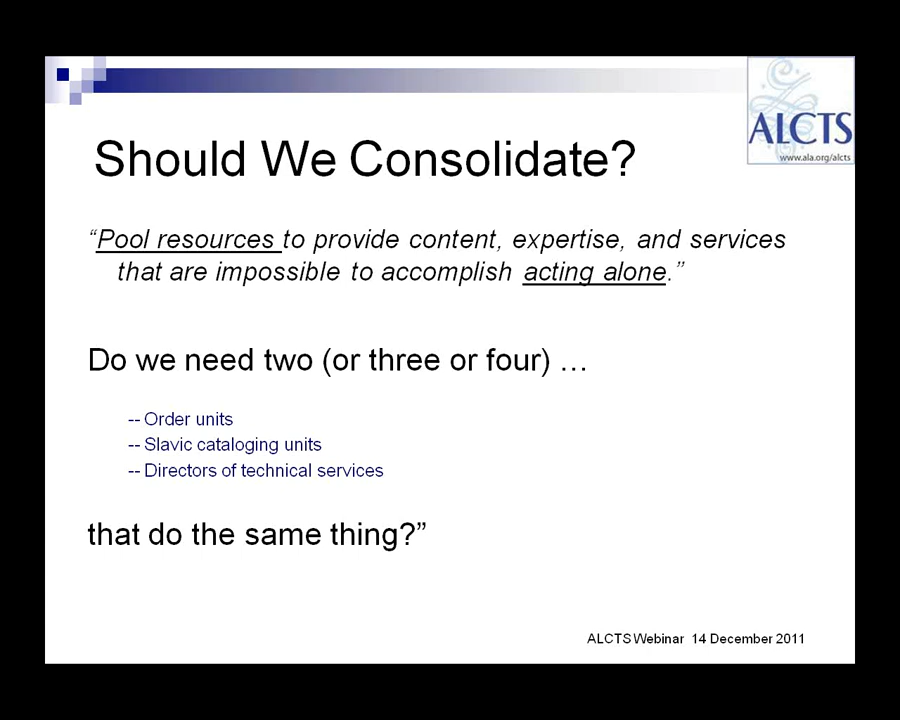 ALCTS
www.ala.org/alcts
Should We Consolidate?
“Pool resources to provide content, expertise, and services
that are impossible to accomplish acting alone.”
Do we need two (or three or four) …
-- Order units
-- Slavic cataloging units
-- Directors of technical services
that do the same thing?”
ALCTS Webinar 14 December 2011